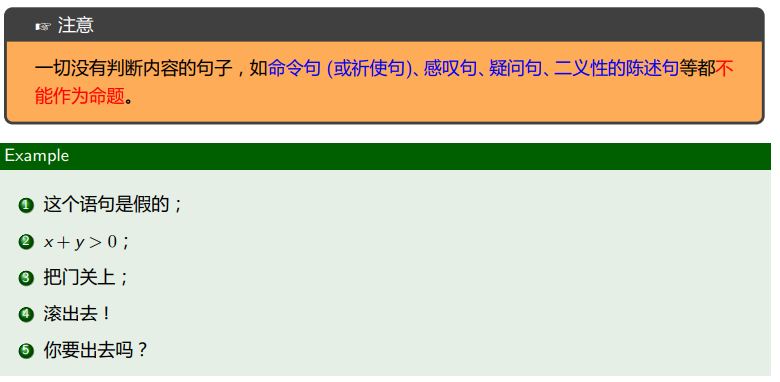 ☞ 注意
一切没有判断内容的句子，如命令句 (或祈使句)、感叹句、疑问句、二义性的陈述句等都不
能作为命题。
Example
1 这个语句是假的；
2 x + y > 0；
3 把门关上；
4 滚出去！
5 你要出去吗？